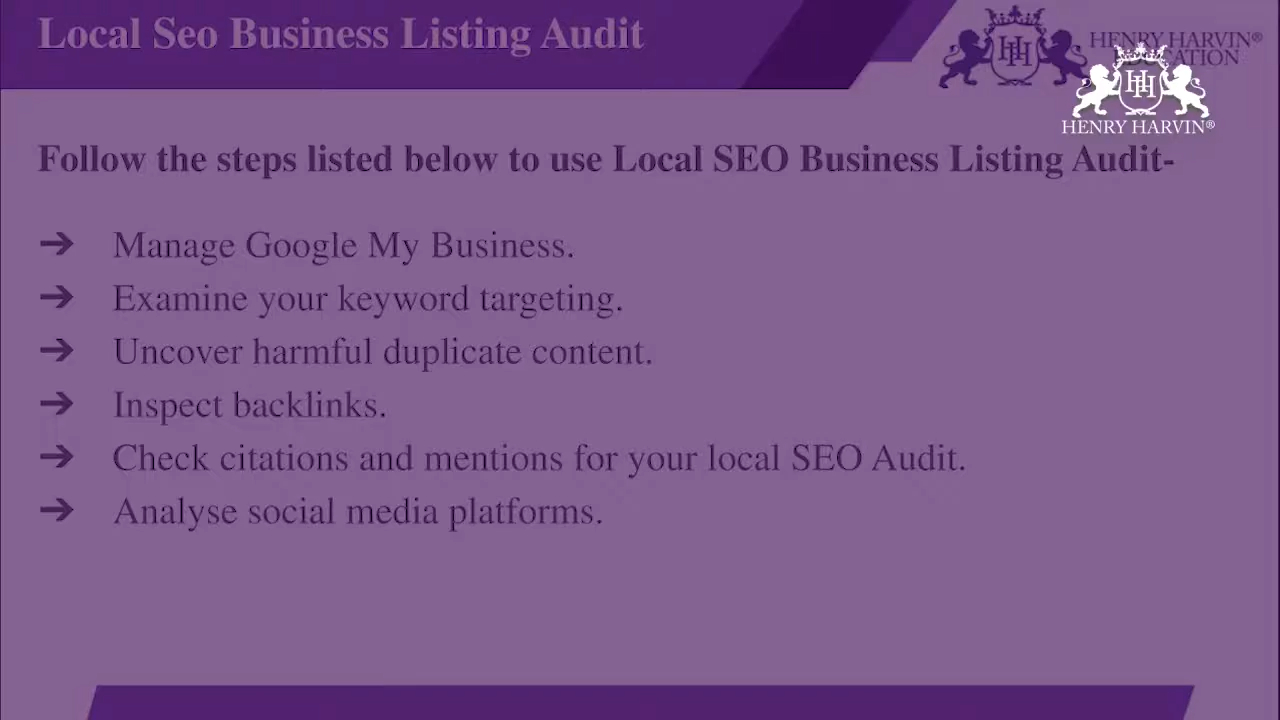 Local Seo Business Listing Audit
HENRY HARVIN®
EDUCATION
HENRY HARVIN®
Follow the steps listed below to use Local SEO Business Listing Audit-
➔ Manage Google My Business.
➔ Examine your keyword targeting.
➔ Uncover harmful duplicate content.
➔ Inspect backlinks.
➔ Check citations and mentions for your local SEO Audit.
➔ Analyse social media platforms.